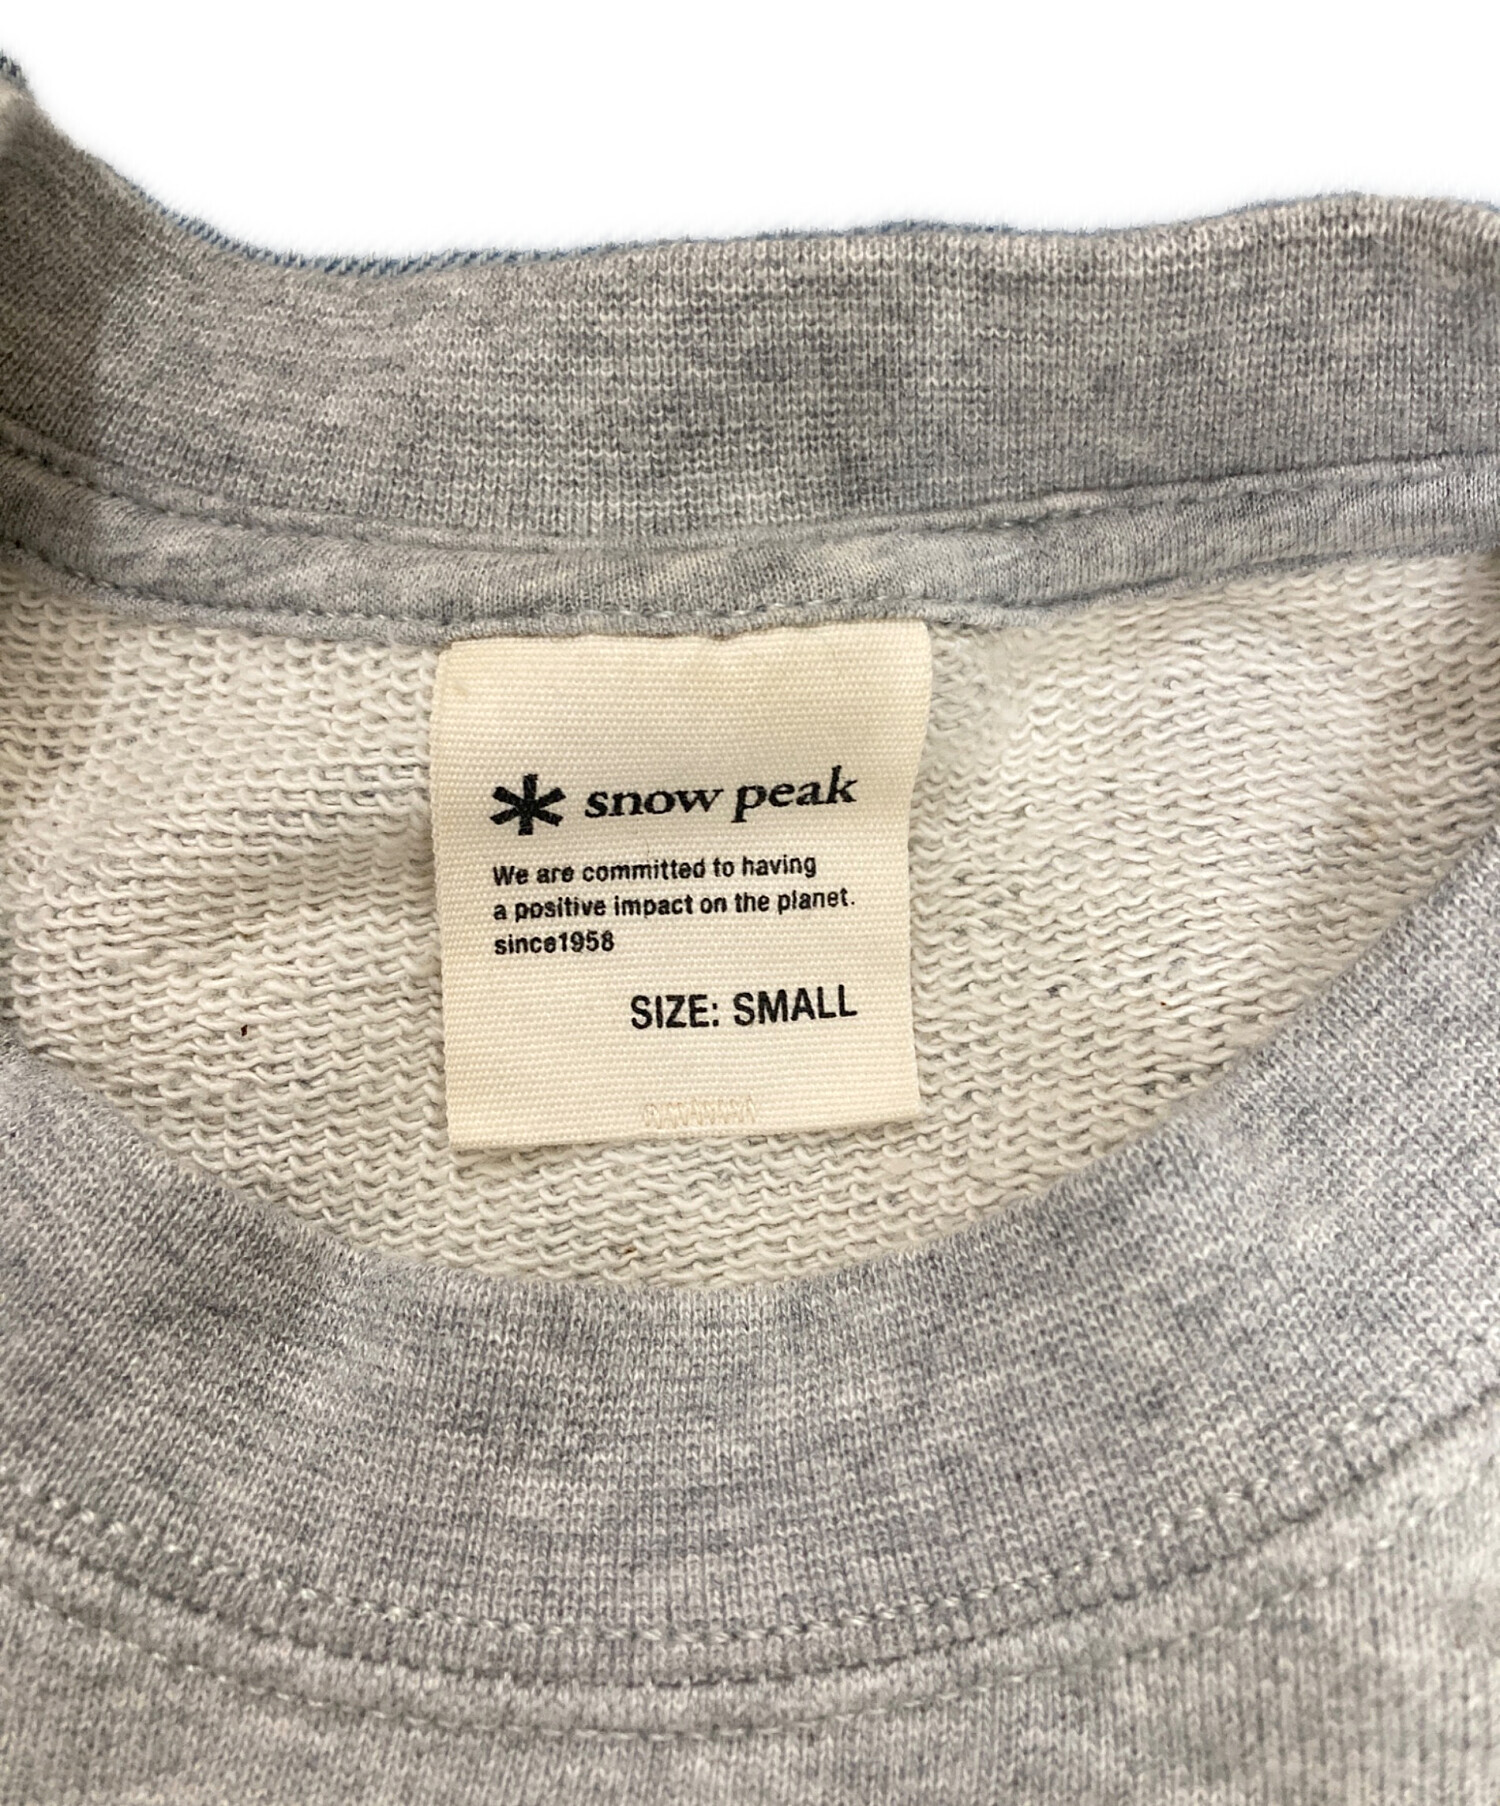 snow peak
We are committed to having
a positive impact on the planet.
since1958
SIZE: SMALL